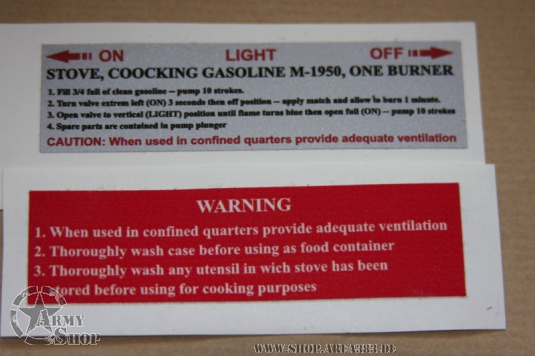 ON LIGHT OFF
STOVE, COOCKING GASOLINE M-1950, ONE BURNER
1. Fill 3/4 full of clean gasoline – pump 10 strokes.
2. Turn valve extrem left (ON) 3 seconds then off position – apply match and allow to burn 1 minute.
3. Open valve to vertical (LIGHT) position until flame turns blue then open full (ON) – pump 10 strokes
4. Spare parts are contained in pump plunger
CAUTION: When used in confined quarters provide adequate ventilation
WARNING
1. When used in confined quarters provide adequate ventilation
2. Thoroughly wash case before using as food container
3. Thoroughly wash any utensil in wich stove has been
stored before using for cooking purposes
ARMY
SHOP